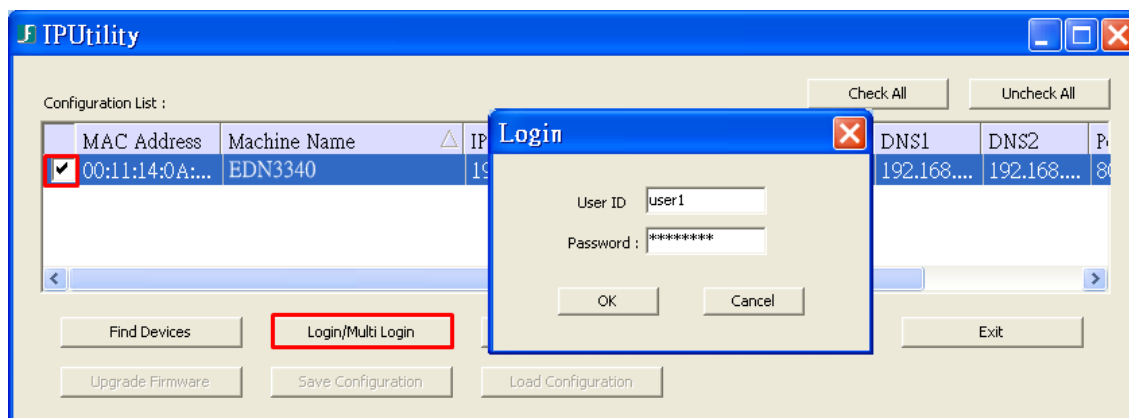 IPUtility
Check All Uncheck All
Configuration List :
MAC Address Machine Name IP DNS1 DNS2
00:11:14:0A:... EDN3340 19 192.168.... 192.168.... 80
Login
User ID user1
Password : ********
OK Cancel
Find Devices Login/Multi Login Exit
Upgrade Firmware Save Configuration Load Configuration